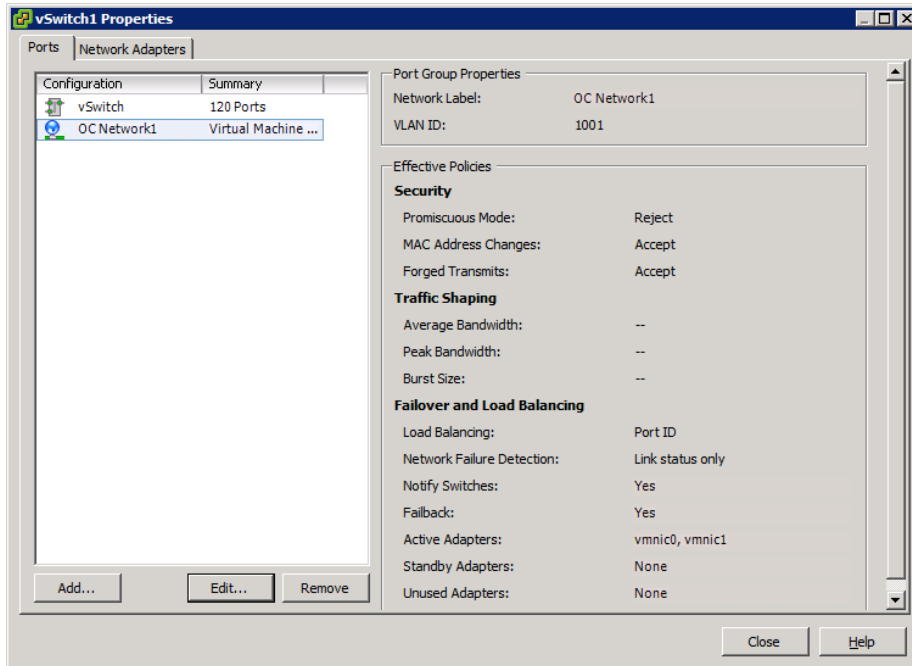 vSwitch1 Properties
Ports Network Adapters
Configuration Summary
vSwitch 120 Ports
OC Network1 Virtual Machine ...
Add... Edit... Remove
Port Group Properties
Network Label: OC Network1
VLAN ID: 1001
Effective Policies
Security
Promiscuous Mode: Reject
MAC Address Changes: Accept
Forged Transmits: Accept
Traffic Shaping
Average Bandwidth: --
Peak Bandwidth: --
Burst Size: --
Failover and Load Balancing
Load Balancing: Port ID
Network Failure Detection: Link status only
Notify Switches: Yes
Failback: Yes
Active Adapters: vmnic0, vmnic1
Standby Adapters: None
Unused Adapters: None
Close Help